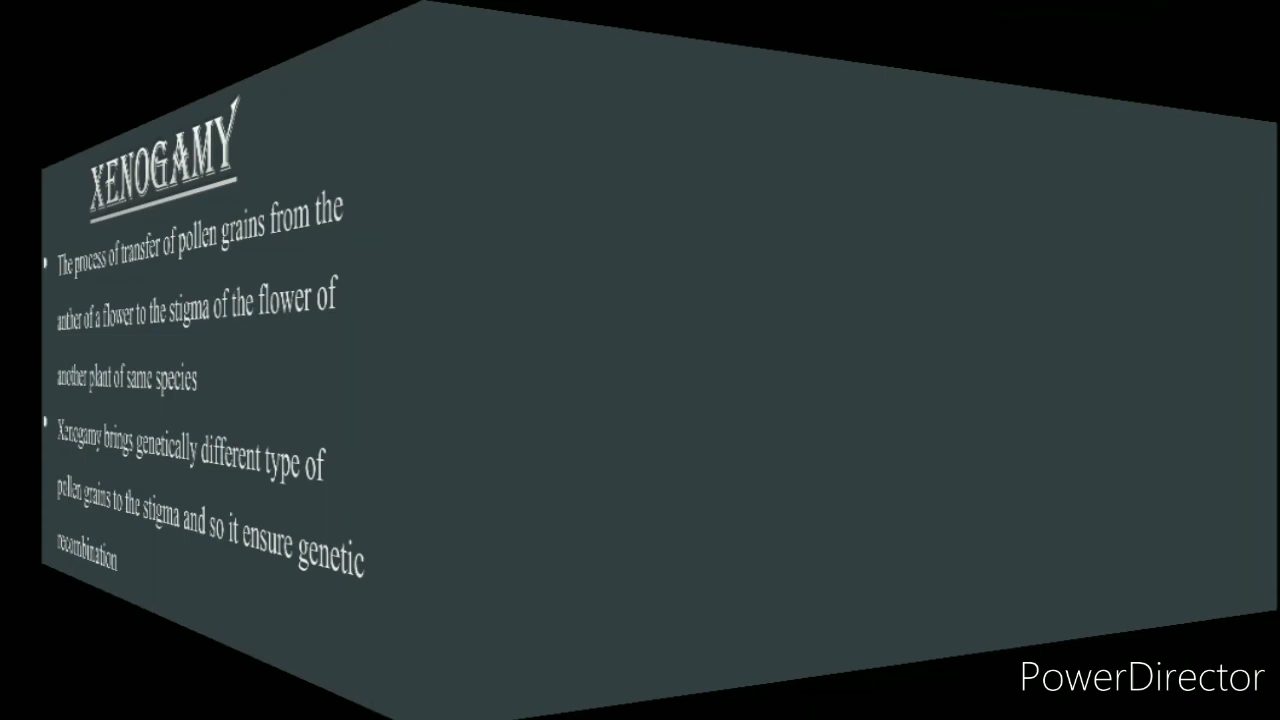 XENOGAMY
• The process of transfer of pollen grains from the
anther of a flower to the stigma of the flower of
another plant of same species
• Xenogamy brings genetically different type of
pollen grains to the stigma and so it ensure genetic
recombination
PowerDirector